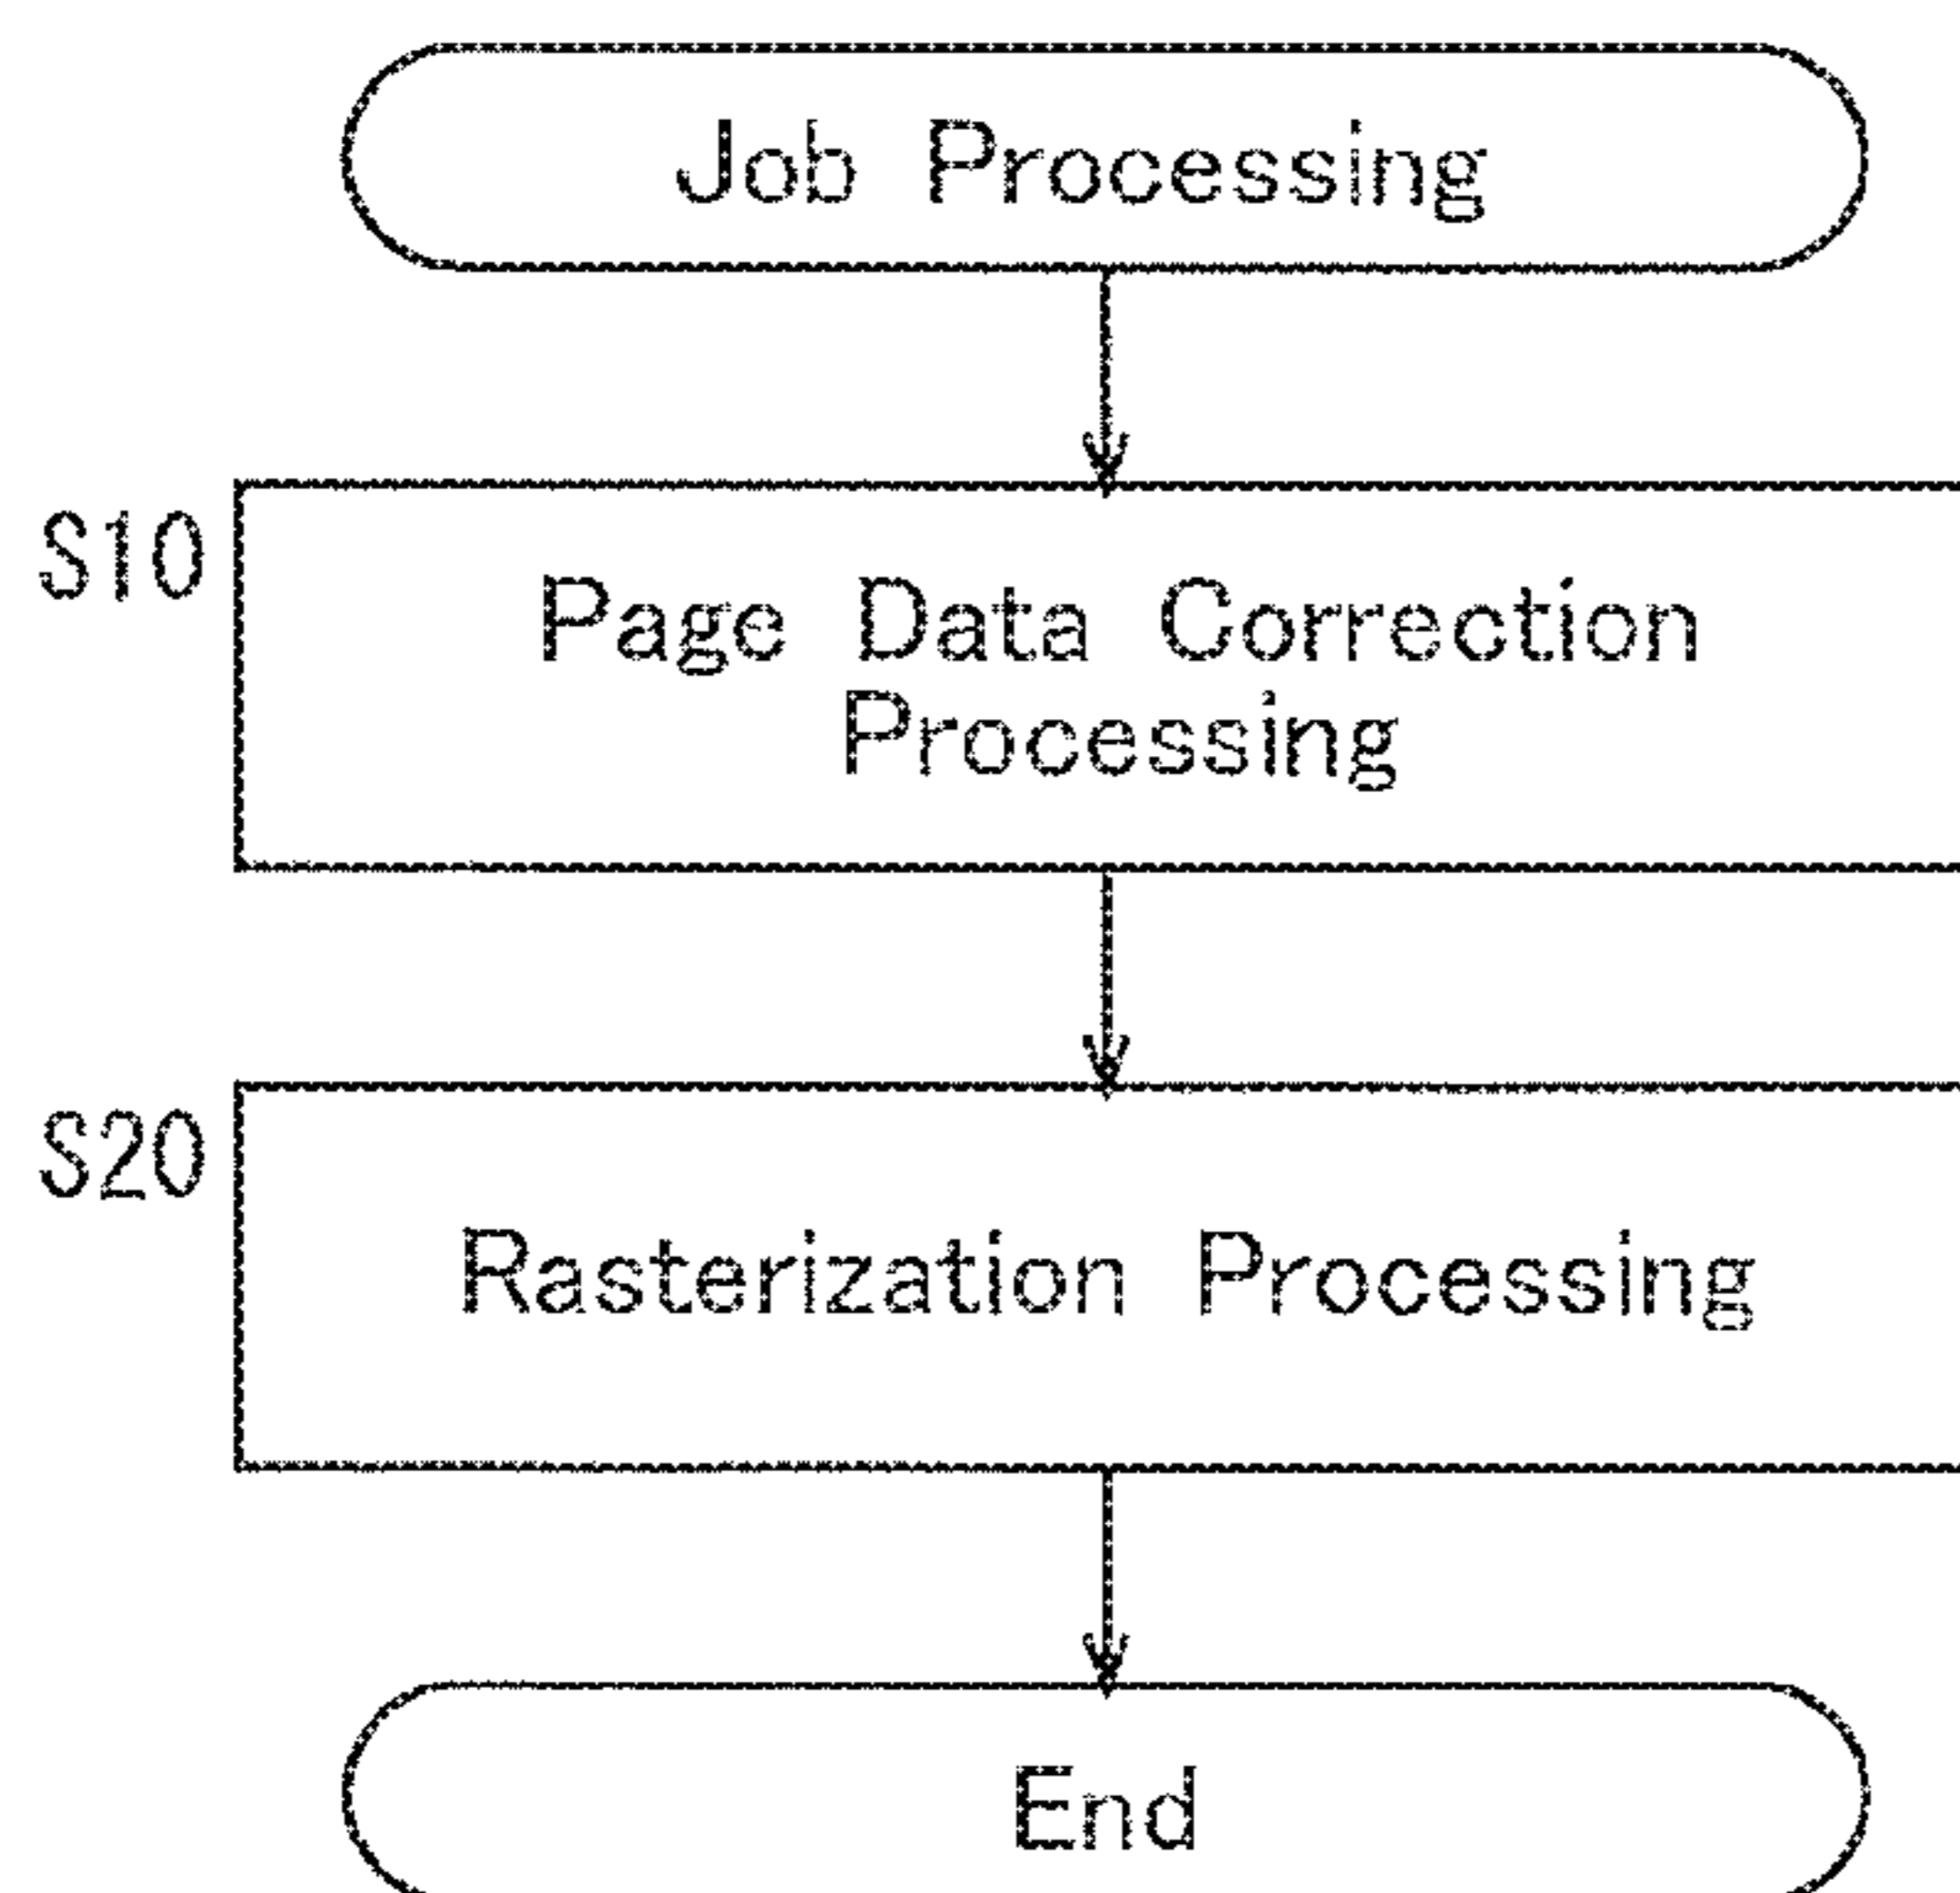 Job Processing
S10
Page Data Correction
Processing
S20
Rasterization Processing
End